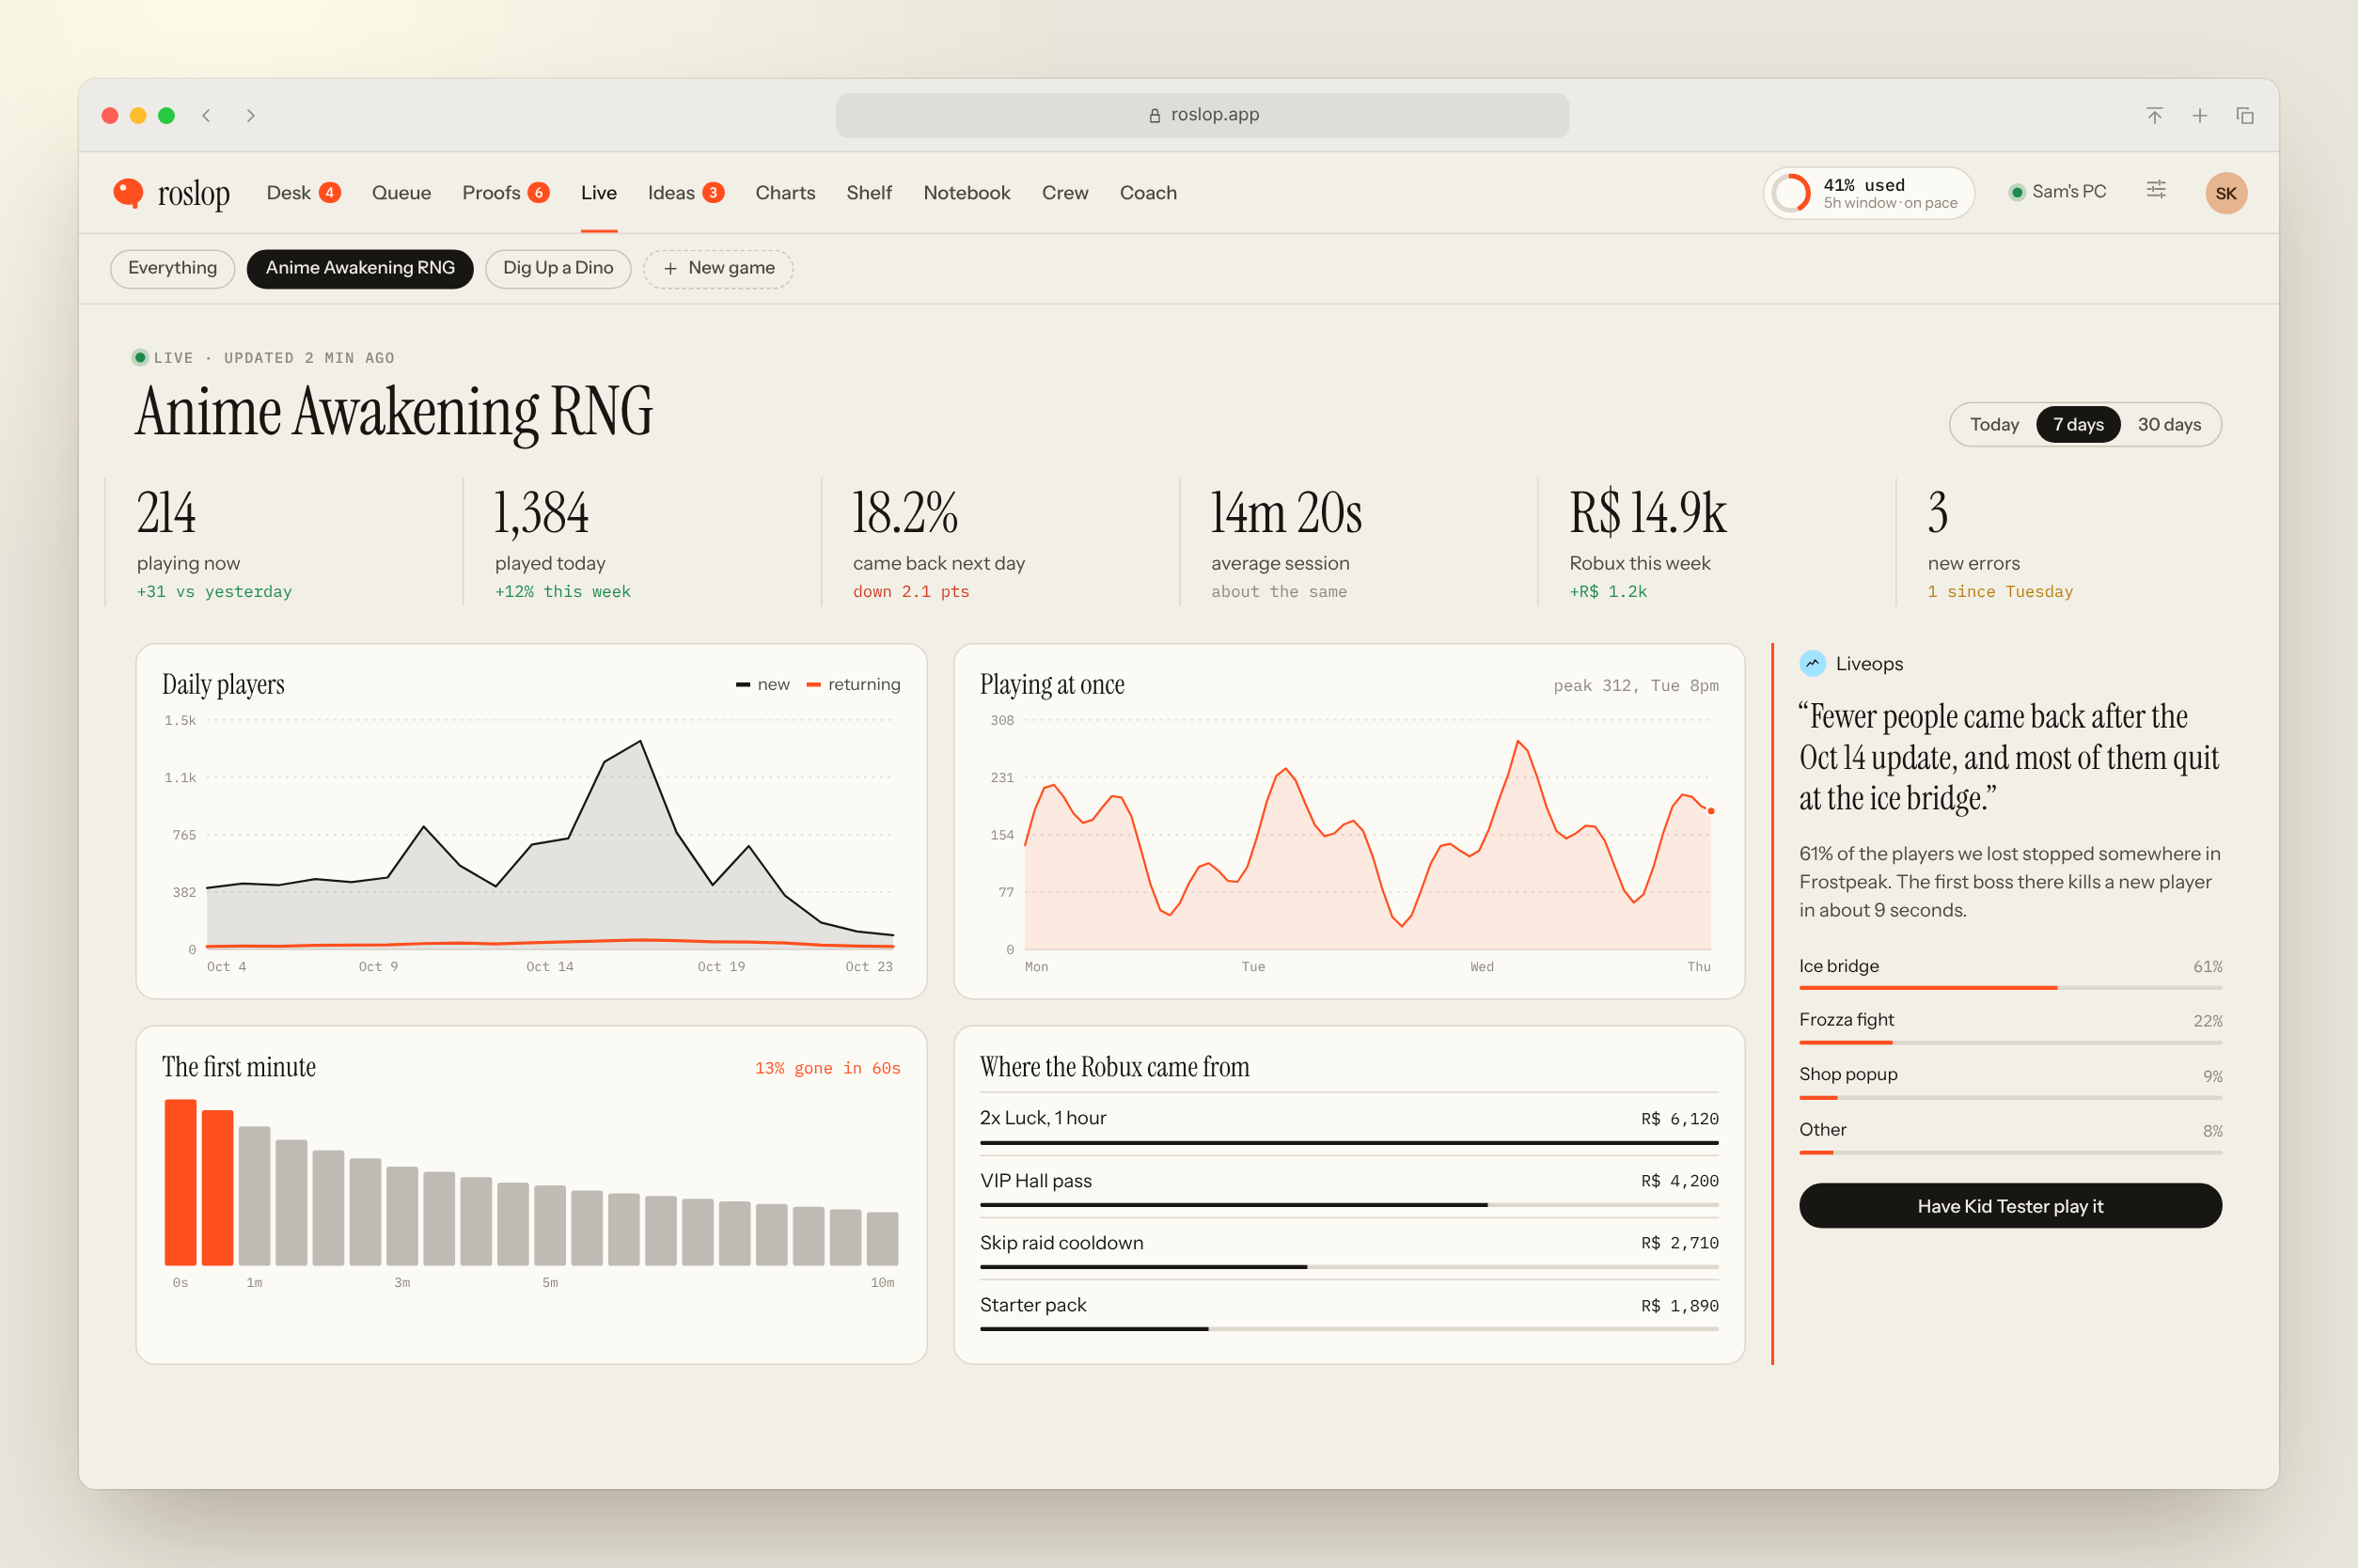 roslop.app
roslop
Desk 4
Queue
Proofs 6
Live
Ideas 3
Charts
Shelf
Notebook
Crew
Coach
41% used
5h window · on pace
Sam's PC
SK
Everything
Anime Awakening RNG
Dig Up a Dino
+ New game
LIVE · UPDATED 2 MIN AGO
Anime Awakening RNG
Today
7 days
30 days
214
playing now
+31 vs yesterday
1,384
played today
+12% this week
18.2%
came back next day
down 2.1 pts
14m 20s
average session
about the same
R$ 14.9k
Robux this week
+R$ 1.2k
3
new errors
1 since Tuesday
Daily players
new
returning
1.5k
1.1k
765
382
0
Oct 4
Oct 9
Oct 14
Oct 19
Oct 23
Playing at once
peak 312, Tue 8pm
308
231
154
77
0
Mon
Tue
Wed
Thu
The first minute
13% gone in 60s
0s
1m
3m
5m
10m
Where the Robux came from
2x Luck, 1 hour
R$ 6,120
VIP Hall pass
R$ 4,200
Skip raid cooldown
R$ 2,710
Starter pack
R$ 1,890
Liveops
“Fewer people came back after the
Oct 14 update, and most of them quit
at the ice bridge.”
61% of the players we lost stopped somewhere in
Frostpeak. The first boss there kills a new player
in about 9 seconds.
Ice bridge
61%
Frozza fight
22%
Shop popup
9%
Other
8%
Have Kid Tester play it